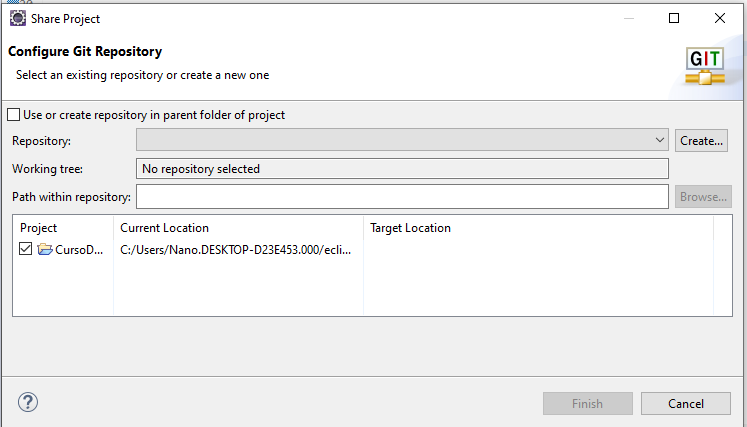 Share Project
Configure Git Repository
Select an existing repository or create a new one
GIT
Use or create repository in parent folder of project
Repository:
Create...
Working tree:
No repository selected
Path within repository:
Browse...
Project Current Location Target Location
CursoD... C:/Users/Nano.DESKTOP-D23E453.000/ecli...
?
Finish Cancel